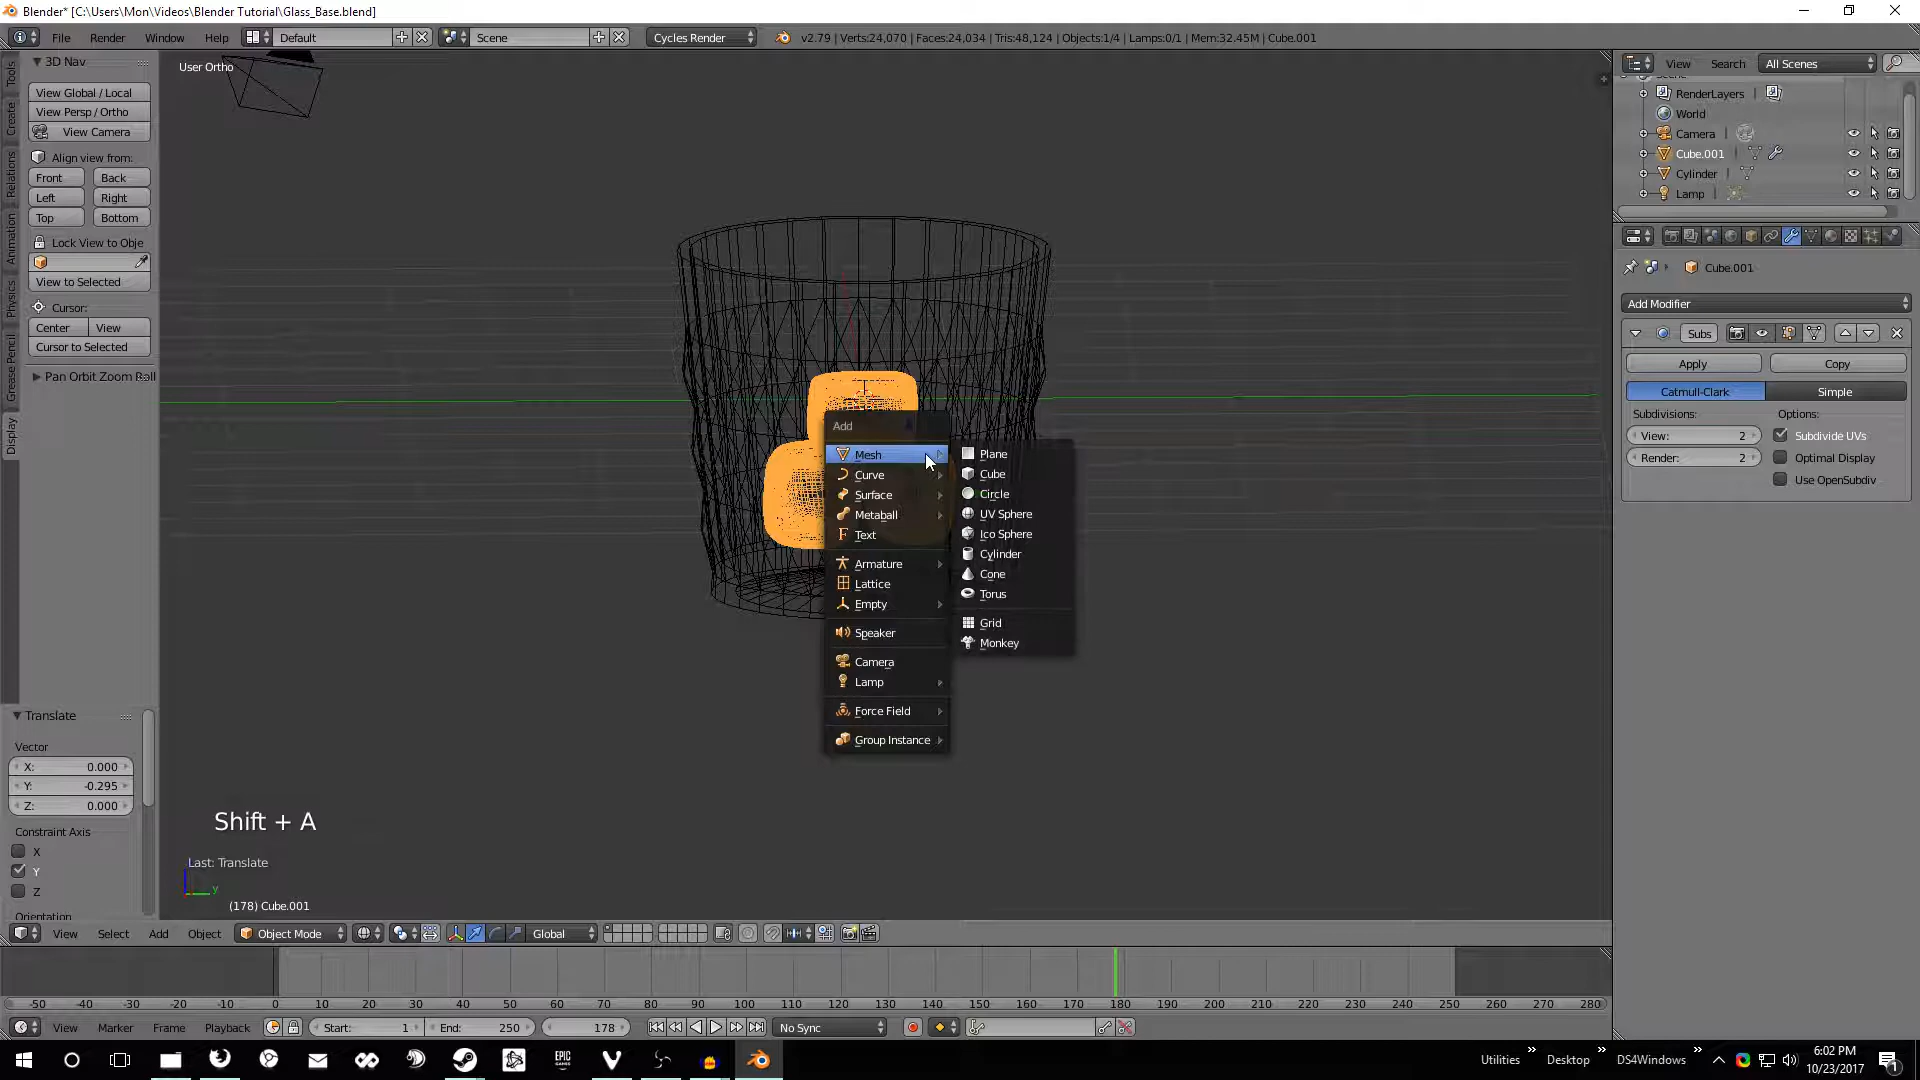 Blender* [C:\Users\Mon\Videos\Blender Tutorial\Glass_Base.blend]
File Render Window Help Default Scene Cycles Render v2.79 | Verts:24,070 | Faces:24,034 | Tris:48,124 | Objects:1/4 | Lamps:0/1 | Mem:32.45M | Cube.001
Tools
Create
Relations
Animation
Physics
Grease Pencil
Display
3D Nav
View Global / Local
View Persp / Ortho
View Camera
Align view from:
Front Back
Left Right
Top Bottom
Lock View to Obje
View to Selected
Cursor:
Center View
Cursor to Selected
Pan Orbit Zoom Roll
Translate
Vector
X: 0.000
Y: -0.295
Z: 0.000
Constraint Axis
X
Y
Z
Orientation
User Ortho
Add
Mesh
Curve
Surface
Metaball
Text
Armature
Lattice
Empty
Speaker
Camera
Lamp
Force Field
Group Instance
Plane
Cube
Circle
UV Sphere
Ico Sphere
Cylinder
Cone
Torus
Grid
Monkey
Shift + A
Last: Translate
y
(178) Cube.001
View Select Add Object Object Mode Global
View Search All Scenes
RenderLayers
World
Camera
Cube.001
Cylinder
Lamp
Cube.001
Add Modifier
Subs
Apply Copy
Catmull-Clark Simple
Subdivisions: Options:
View: 2 Subdivide UVs
Render: 2 Optimal Display
Use OpenSubdiv
-50 -40 -30 -20 -10 0 10 20 30 40 50 60 70 80 90 100 110 120 130 140 150 160 170 180 190 200 210 220 230 240 250 260 270 280
View Marker Frame Playback Start: 1 End: 250 178 No Sync
EPIC GAMES
Utilities Desktop DS4Windows
6:02 PM
10/23/2017
1